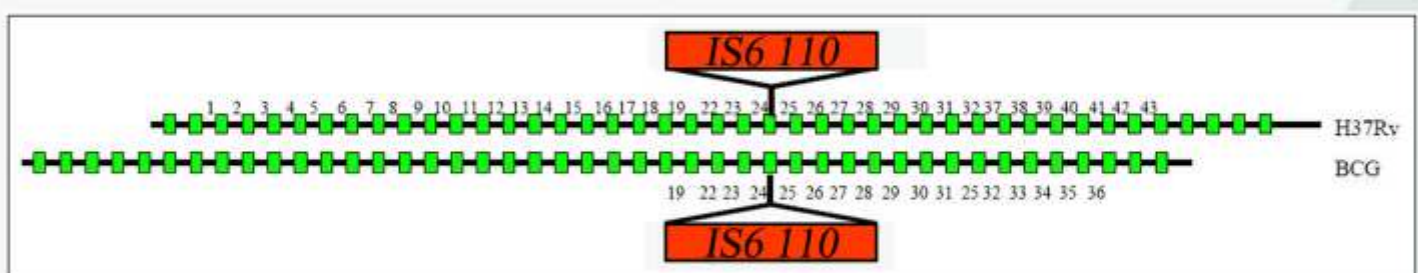 IS6 110
1 2 3 4 5 6 7 8 9 10 11 12 13 14 15 16 17 18 19 22 23 24 25 26 27 28 29 30 31 32 37 38 39 40 41 42 43
H37Rv
BCG
19 22 23 24 25 26 27 28 29 30 31 25 32 33 34 35 36
IS6 110